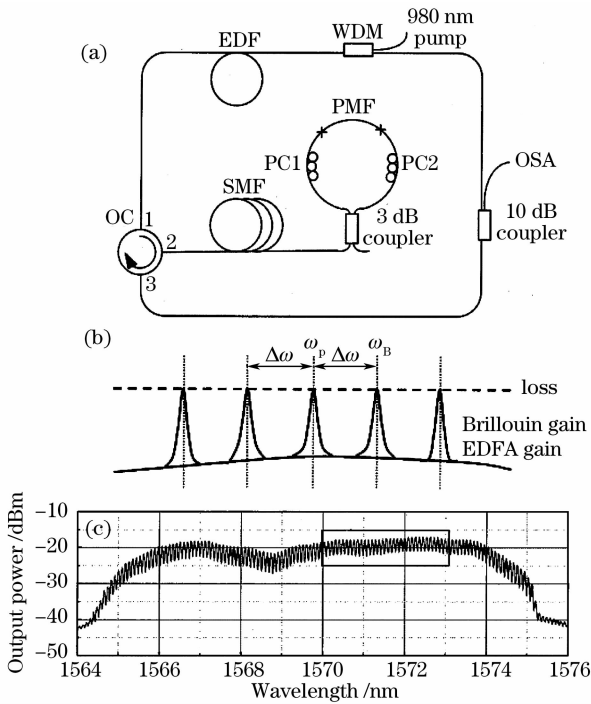 (a)
EDF
WDM
980 nm
pump
PMF
PC1
PC2
OSA
SMF
OC
1
2
3
3 dB
coupler
10 dB
coupler
(b)
ωp
ωB
Δω
Δω
loss
Brillouin gain
EDFA gain
(c)
Output power /dBm
−10
−20
−30
−40
−50
1564
1566
1568
1570
1572
1574
1576
Wavelength /nm